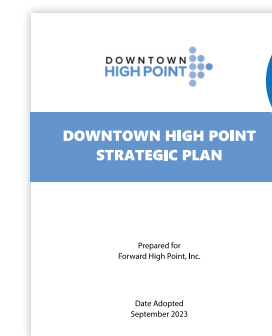 DOWNTOWN
HIGH POINT
DOWNTOWN HIGH POINT
STRATEGIC PLAN
Prepared for
Forward High Point, Inc.
Date Adopted
September 2023